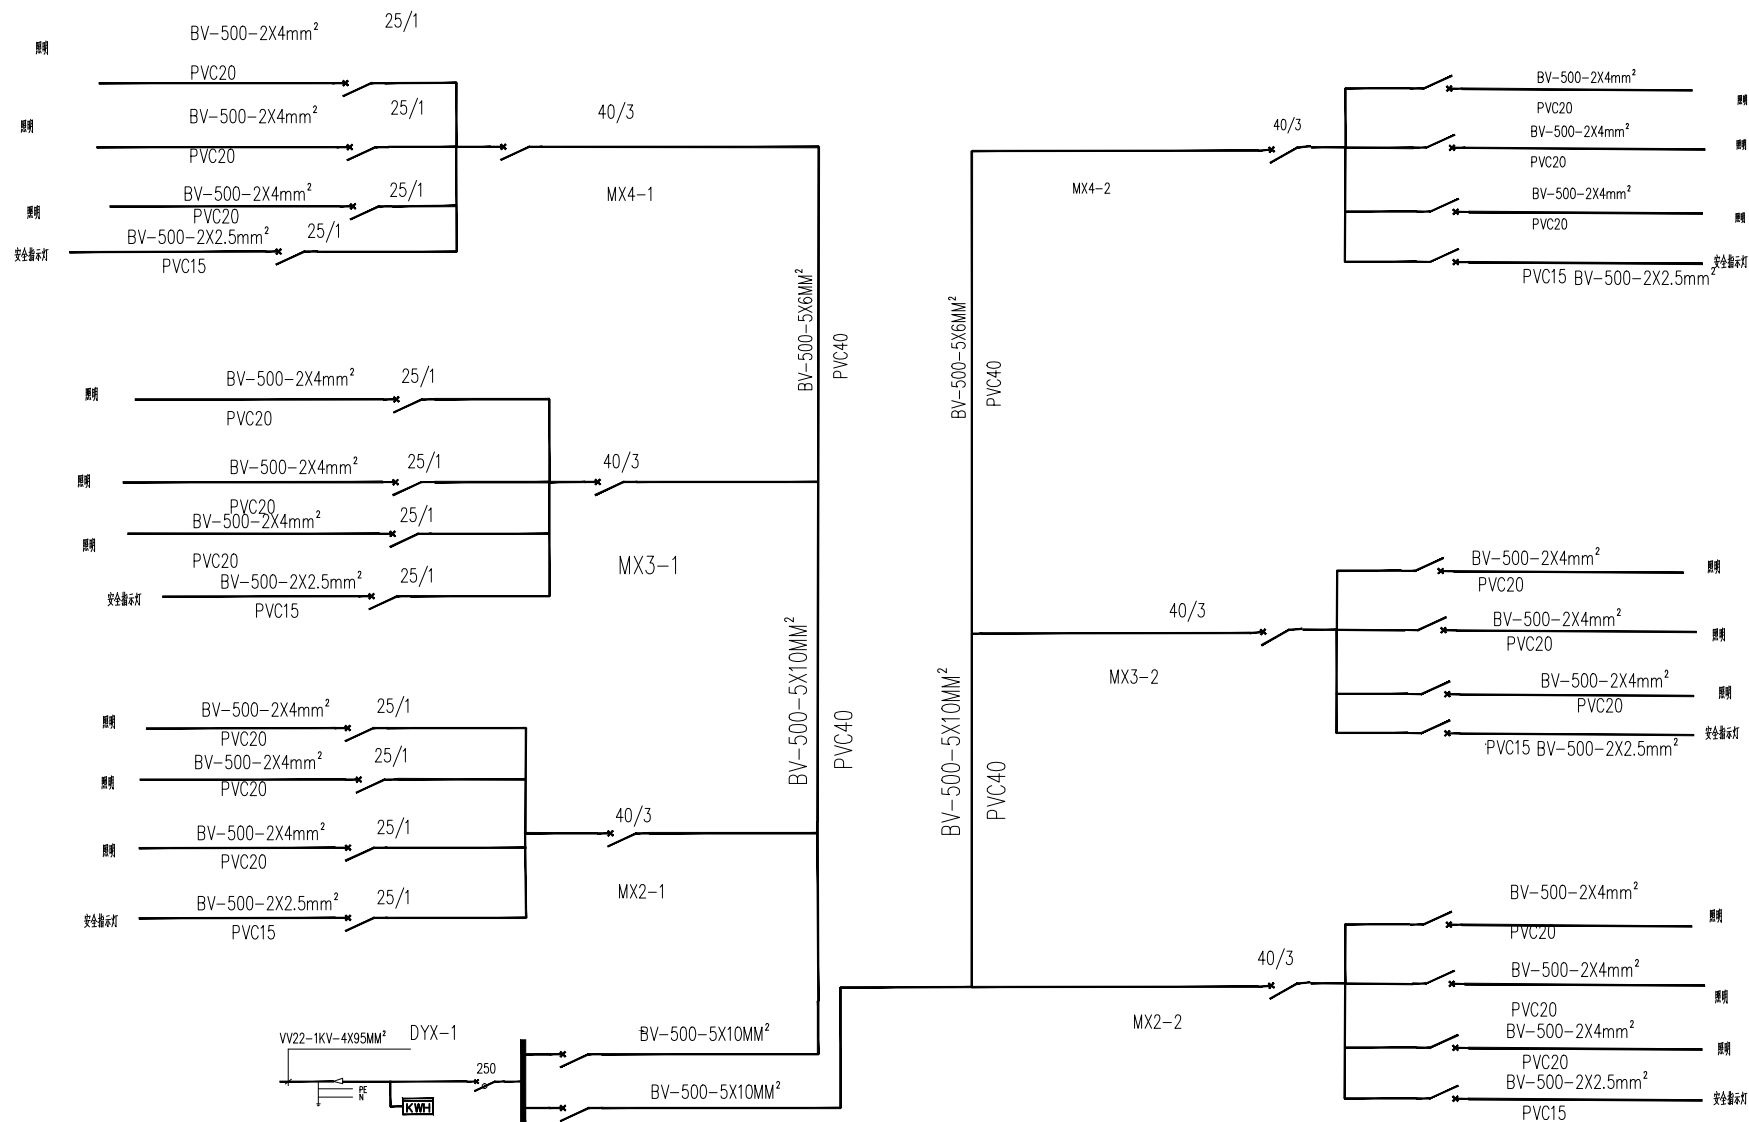 BV-500-2X4mm²
25/1
照明
PVC20
BV-500-2X4mm²
25/1
照明
PVC20
40/3
BV-500-2X4mm²
25/1
照明
PVC20
MX4-1
BV-500-2X2.5mm²
25/1
安全指示灯
PVC15
BV-500-5X6MM²
PVC40
BV-500-2X4mm²
25/1
照明
PVC20
BV-500-2X4mm²
25/1
40/3
照明
PVC20
BV-500-2X4mm²
25/1
照明
PVC20
MX3-1
BV-500-2X2.5mm²
25/1
安全指示灯
PVC15
BV-500-5X10MM²
PVC40
BV-500-2X4mm²
25/1
照明
PVC20
BV-500-2X4mm²
25/1
照明
PVC20
40/3
BV-500-2X4mm²
25/1
照明
PVC20
MX2-1
BV-500-2X2.5mm²
25/1
安全指示灯
PVC15
VV22-1KV-4X95MM²
DYX-1
250
PE
N
KWH
BV-500-5X10MM²
BV-500-5X10MM²
BV-500-2X4mm²
照明
PVC20
40/3
BV-500-2X4mm²
照明
PVC20
MX4-2
BV-500-2X4mm²
照明
PVC20
安全指示灯
PVC15 BV-500-2X2.5mm²
BV-500-5X6MM²
PVC40
BV-500-2X4mm²
照明
PVC20
40/3
BV-500-2X4mm²
照明
PVC20
MX3-2
BV-500-2X4mm²
照明
PVC20
安全指示灯
PVC15 BV-500-2X2.5mm²
BV-500-5X10MM²
PVC40
BV-500-2X4mm²
照明
PVC20
40/3
BV-500-2X4mm²
照明
PVC20
MX2-2
BV-500-2X4mm²
照明
PVC20
BV-500-2X2.5mm²
安全指示灯
PVC15